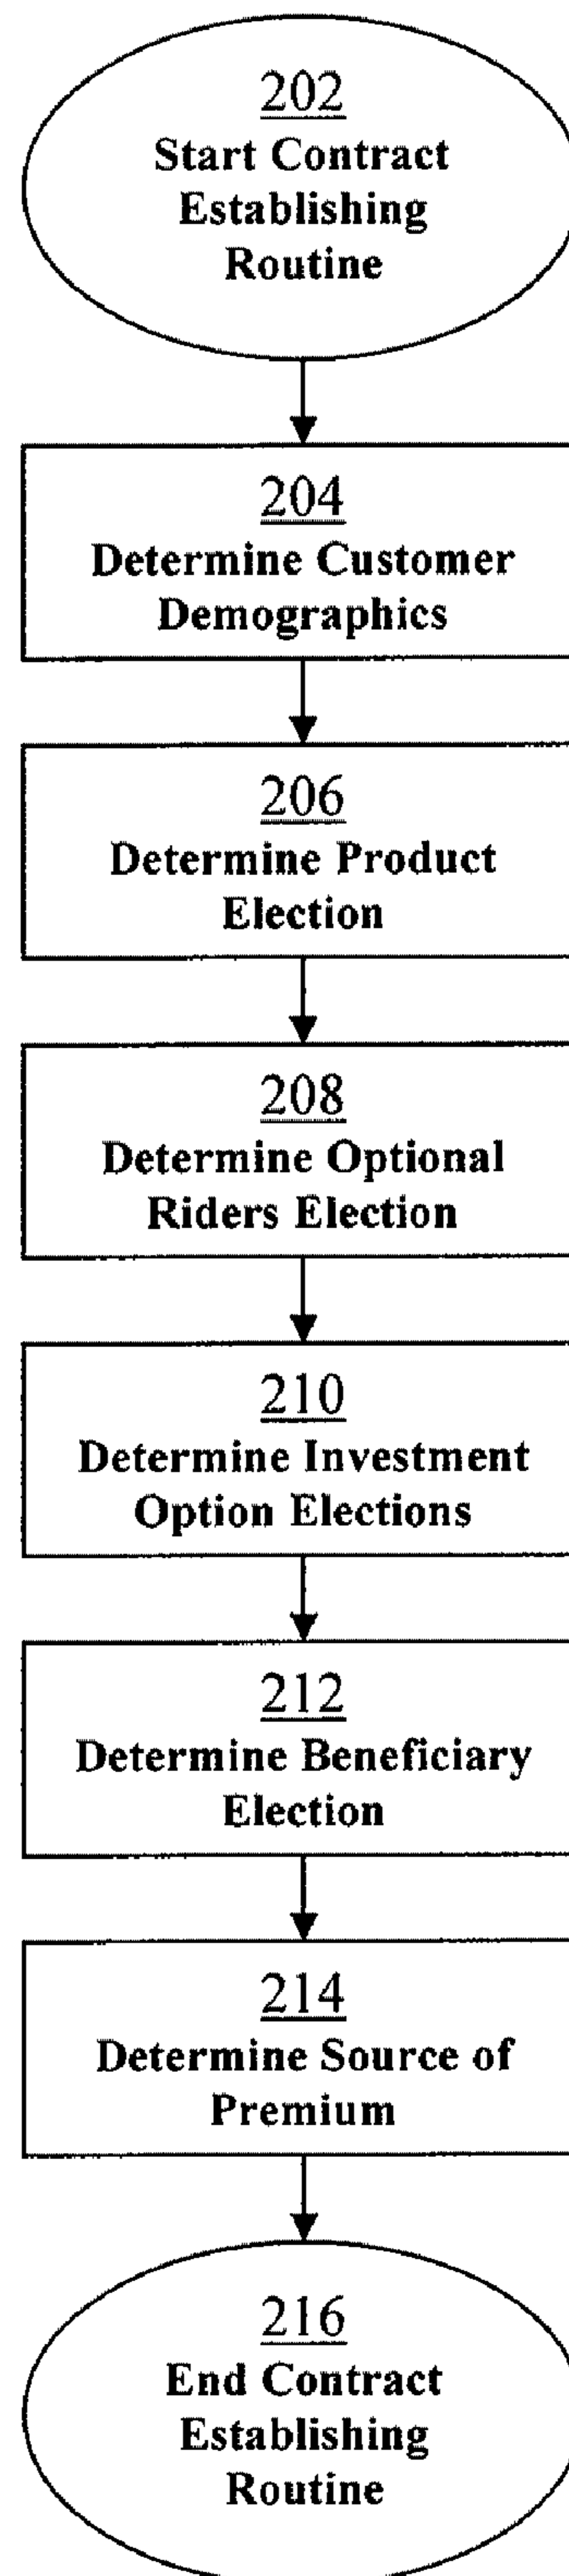 202
Start Contract
Establishing
Routine
204
Determine Customer
Demographics
206
Determine Product
Election
208
Determine Optional
Riders Election
210
Determine Investment
Option Elections
212
Determine Beneficiary
Election
214
Determine Source of
Premium
216
End Contract
Establishing
Routine